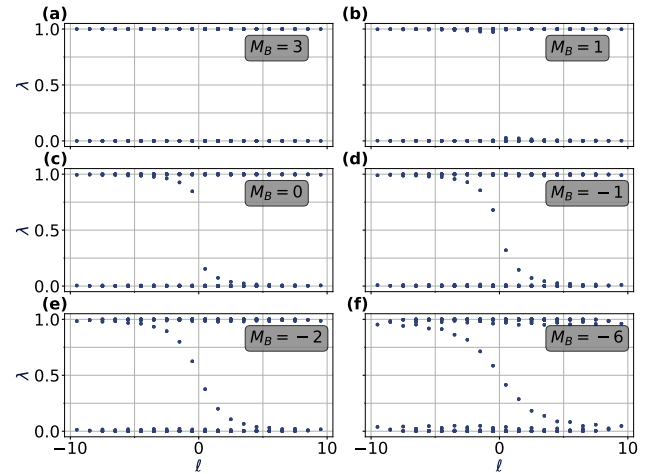 (a) (b)
1.0 M_B = 3 M_B = 1
λ 0.5
0.0
(c) (d)
1.0 M_B = 0 M_B = −1
λ 0.5
0.0
(e) (f)
1.0 M_B = −2 M_B = −6
λ 0.5
0.0
−10 0 10 −10 0 10
ℓ ℓ